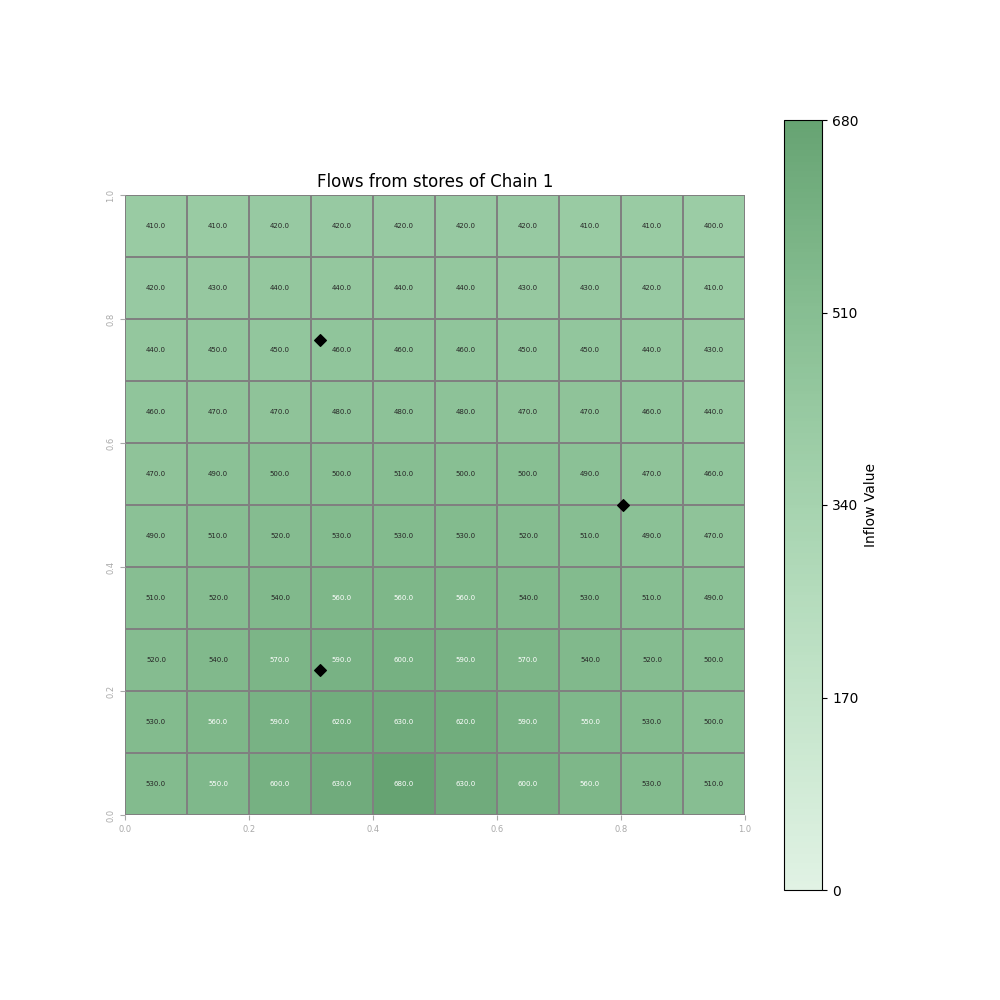 Flows from stores of Chain 1
1.0
410.0 410.0 420.0 420.0 420.0 420.0 420.0 410.0 410.0 400.0
420.0 430.0 440.0 440.0 440.0 440.0 430.0 430.0 420.0 410.0
0.8
440.0 450.0 450.0 460.0 460.0 460.0 450.0 450.0 440.0 430.0
460.0 470.0 470.0 480.0 480.0 480.0 470.0 470.0 460.0 440.0
0.6
470.0 490.0 500.0 500.0 510.0 500.0 500.0 490.0 470.0 460.0
490.0 510.0 520.0 530.0 530.0 530.0 520.0 510.0 490.0 470.0
0.4
510.0 520.0 540.0 560.0 560.0 560.0 540.0 530.0 510.0 490.0
520.0 540.0 570.0 590.0 600.0 590.0 570.0 540.0 520.0 500.0
0.2
530.0 560.0 590.0 620.0 630.0 620.0 590.0 550.0 530.0 500.0
530.0 550.0 600.0 630.0 680.0 630.0 600.0 560.0 530.0 510.0
0.0
0.0 0.2 0.4 0.6 0.8 1.0
680
510
340
170
0
Inflow Value